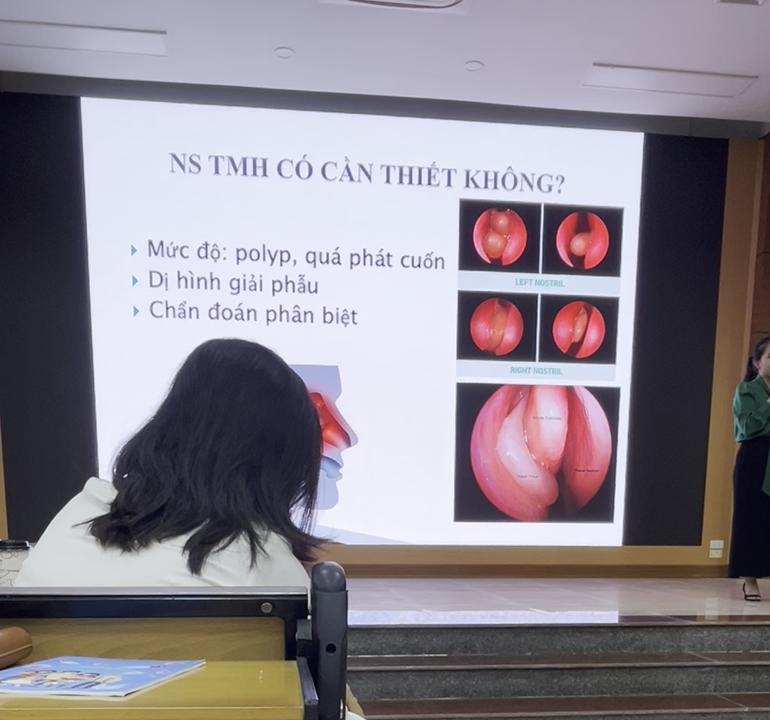 NS TMH CÓ CẦN THIẾT KHÔNG?
Mức độ: polyp, quá phát cuốn
Dị hình giải phẫu
Chẩn đoán phân biệt
LEFT NOSTRIL
RIGHT NOSTRIL